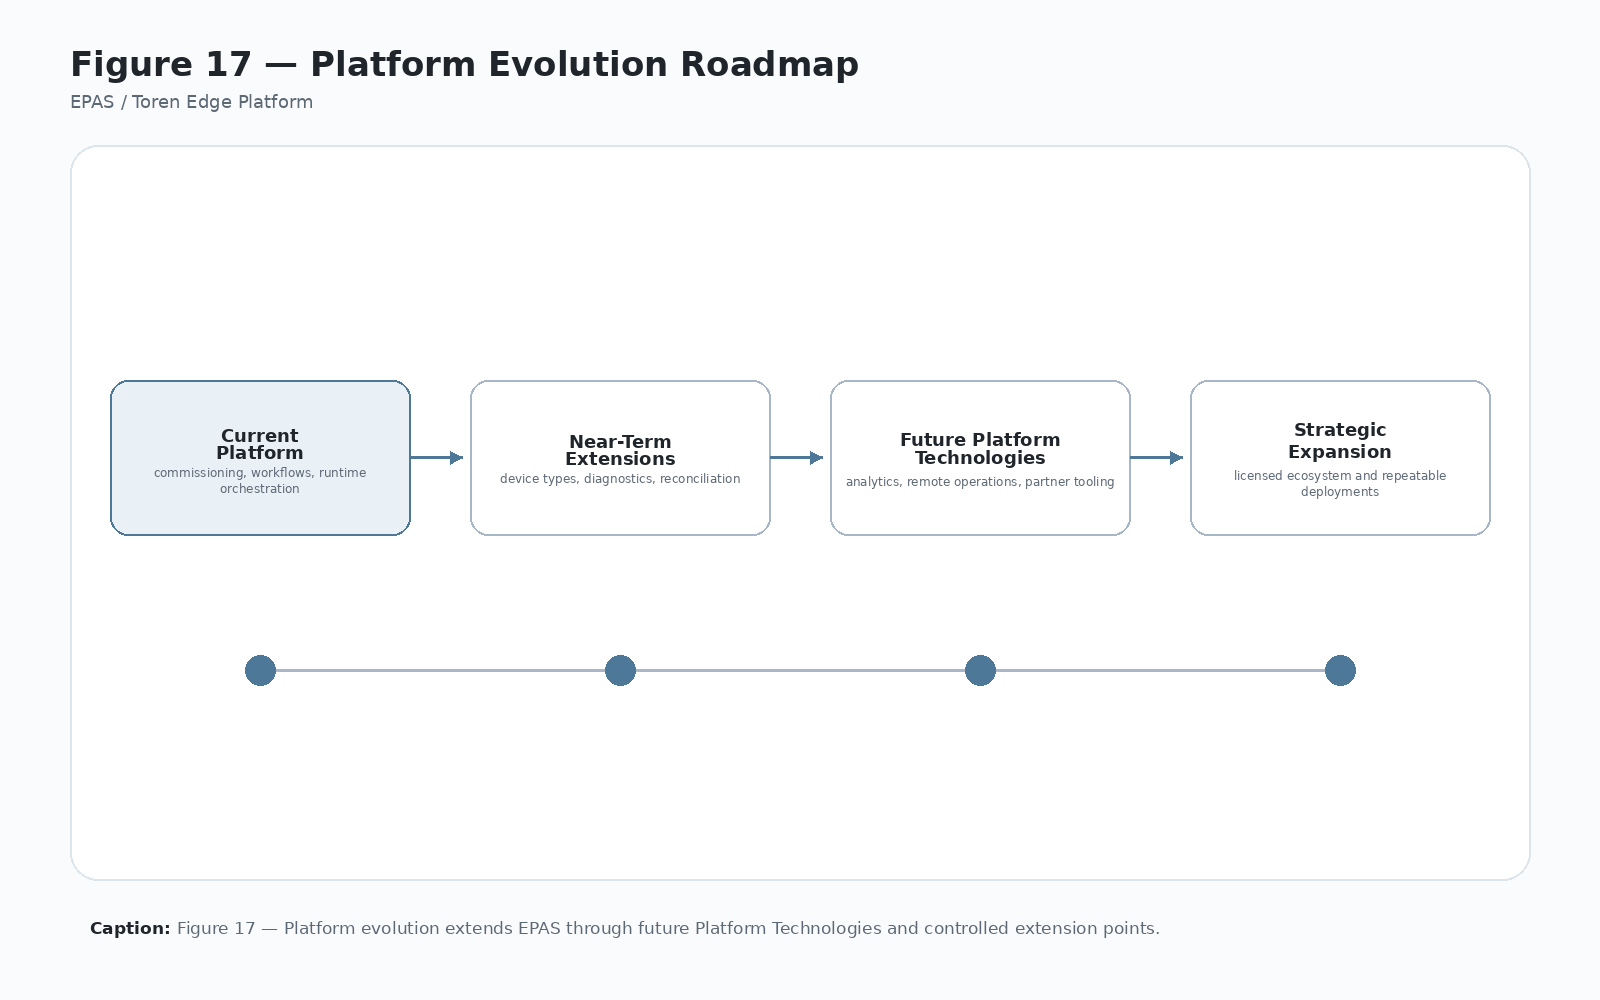 Figure 17 — Platform Evolution Roadmap
EPAS / Toren Edge Platform
Current
Platform
commissioning, workflows, runtime
orchestration
Near-Term
Extensions
device types, diagnostics, reconciliation
Future Platform
Technologies
analytics, remote operations, partner tooling
Strategic
Expansion
licensed ecosystem and repeatable
deployments
Caption: Figure 17 — Platform evolution extends EPAS through future Platform Technologies and controlled extension points.